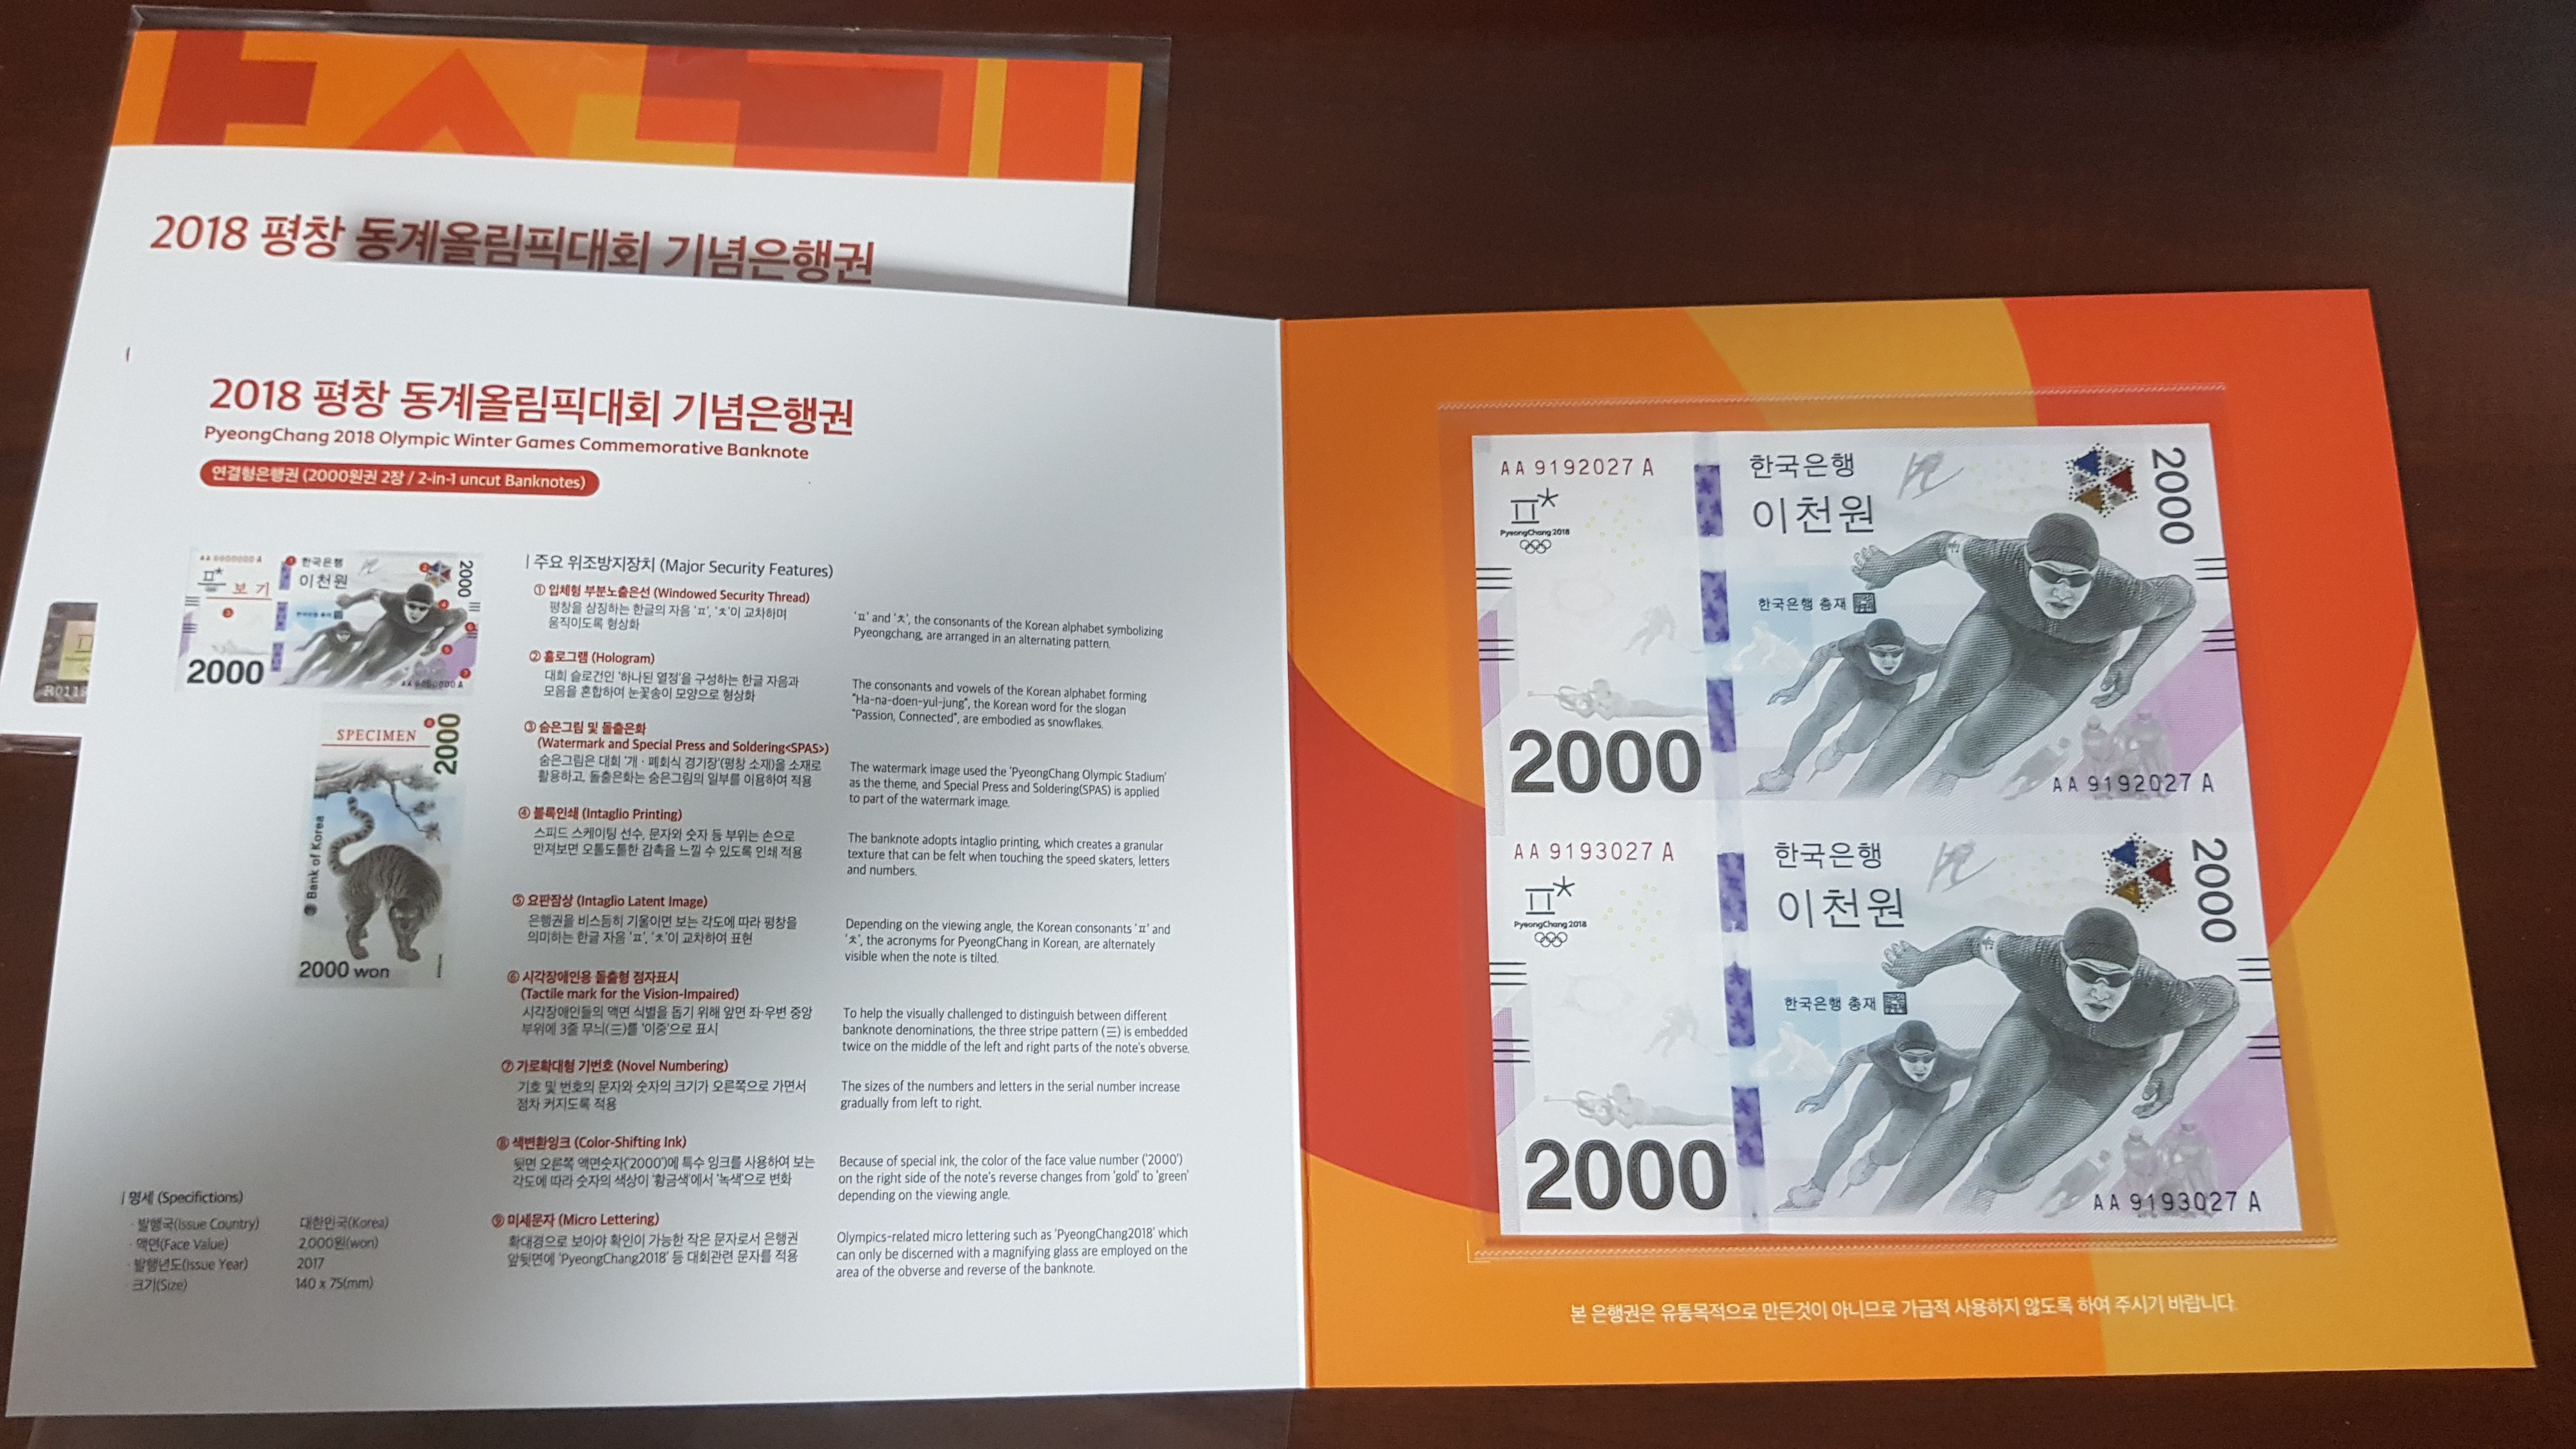 2018 평창 동계올림픽대회 기념은행권
2018 평창 동계올림픽대회 기념은행권
PyeongChang 2018 Olympic Winter Games Commemorative Banknote
연결형은행권 (2000원권 2장 / 2-in-1 uncut Banknotes)
한국은행
이천원
보기
2000
2000
SPECIMEN
2000
Bank of Korea
2000 won
| 명세 (Specifictions)
· 발행국(Issue Country) 대한민국(Korea)
· 액면(Face Value) 2,000원(won)
· 발행년도(Issue Year) 2017
· 크기(Size) 140 x 75(mm)
| 주요 위조방지장치 (Major Security Features)
① 입체형 부분노출은선 (Windowed Security Thread)
평창을 상징하는 한글의 자음 'ㅍ', 'ㅊ'이 교차하며
움직이도록 형상화
'ㅍ' and 'ㅊ', the consonants of the Korean alphabet symbolizing
Pyeongchang, are arranged in an alternating pattern.
② 홀로그램 (Hologram)
대회 슬로건인 '하나된 열정'을 구성하는 한글 자음과
모음을 혼합하여 눈꽃송이 모양으로 형상화
The consonants and vowels of the Korean alphabet forming
"Ha-na-doen-yul-jung", the Korean word for the slogan
"Passion, Connected", are embodied as snowflakes.
③ 숨은그림 및 돌출은화
(Watermark and Special Press and Soldering<SPAS>)
숨은그림은 대회 '개·폐회식 경기장'(평창 소재)을 소재로
활용하고, 돌출은화는 숨은그림의 일부를 이용하여 적용
The watermark image used the 'PyeongChang Olympic Stadium'
as the theme, and Special Press and Soldering(SPAS) is applied
to part of the watermark image.
④ 볼록인쇄 (Intaglio Printing)
스피드 스케이팅 선수, 문자와 숫자 등 부위는 손으로
만져보면 오톨도톨한 감촉을 느낄 수 있도록 인쇄 적용
The banknote adopts intaglio printing, which creates a granular
texture that can be felt when touching the speed skaters, letters
and numbers.
⑤ 요판잠상 (Intaglio Latent Image)
은행권을 비스듬히 기울이면 보는 각도에 따라 평창을
의미하는 한글 자음 'ㅍ', 'ㅊ'이 교차하여 표현
Depending on the viewing angle, the Korean consonants 'ㅍ' and
'ㅊ', the acronyms for PyeongChang in Korean, are alternately
visible when the note is tilted.
⑥ 시각장애인용 돌출형 점자표시
(Tactile mark for the Vision-Impaired)
시각장애인들의 액면 식별을 돕기 위해 앞면 좌·우변 중앙
부위에 3줄 무늬(三)를 '이중'으로 표시
To help the visually challenged to distinguish between different
banknote denominations, the three stripe pattern (三) is embedded
twice on the middle of the left and right parts of the note's obverse.
⑦ 가로확대형 기번호 (Novel Numbering)
기호 및 번호의 문자와 숫자의 크기가 오른쪽으로 가면서
점차 커지도록 적용
The sizes of the numbers and letters in the serial number increase
gradually from left to right.
⑧ 색변환잉크 (Color-Shifting Ink)
뒷면 오른쪽 액면숫자('2000')에 특수 잉크를 사용하여 보는
각도에 따라 숫자의 색상이 '황금색'에서 '녹색'으로 변화
Because of special ink, the color of the face value number ('2000')
on the right side of the note's reverse changes from 'gold' to 'green'
depending on the viewing angle.
⑨ 미세문자 (Micro Lettering)
확대경으로 보아야 확인이 가능한 작은 문자로서 은행권
앞뒷면에 'PyeongChang2018' 등 대회관련 문자를 적용
Olympics-related micro lettering such as 'PyeongChang2018' which
can only be discerned with a magnifying glass are employed on the
area of the obverse and reverse of the banknote.
AA 9192027 A
한국은행
PyeongChang 2018
이천원
한국은행 총재
2000
2000
AA 9192027 A
AA 9193027 A
한국은행
PyeongChang 2018
이천원
한국은행 총재
2000
2000
AA 9193027 A
본 은행권은 유통목적으로 만든것이 아니므로 가급적 사용하지 않도록 하여 주시기 바랍니다.